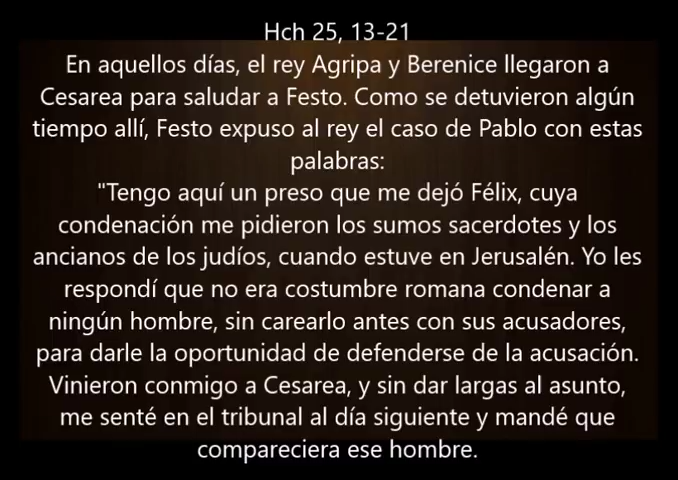 Hch 25, 13-21
En aquellos días, el rey Agripa y Berenice llegaron a
Cesarea para saludar a Festo. Como se detuvieron algún
tiempo allí, Festo expuso al rey el caso de Pablo con estas
palabras:
"Tengo aquí un preso que me dejó Félix, cuya
condenación me pidieron los sumos sacerdotes y los
ancianos de los judíos, cuando estuve en Jerusalén. Yo les
respondí que no era costumbre romana condenar a
ningún hombre, sin carearlo antes con sus acusadores,
para darle la oportunidad de defenderse de la acusación.
Vinieron conmigo a Cesarea, y sin dar largas al asunto,
me senté en el tribunal al día siguiente y mandé que
compareciera ese hombre.